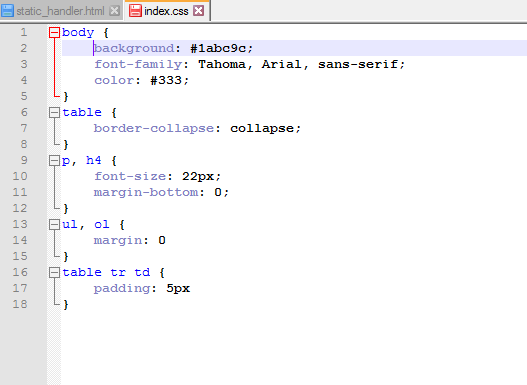 static_handler.html index.css
1 body {
2 background: #1abc9c;
3 font-family: Tahoma, Arial, sans-serif;
4 color: #333;
5 }
6 table {
7 border-collapse: collapse;
8 }
9 p, h4 {
10 font-size: 22px;
11 margin-bottom: 0;
12 }
13 ul, ol {
14 margin: 0
15 }
16 table tr td {
17 padding: 5px
18 }